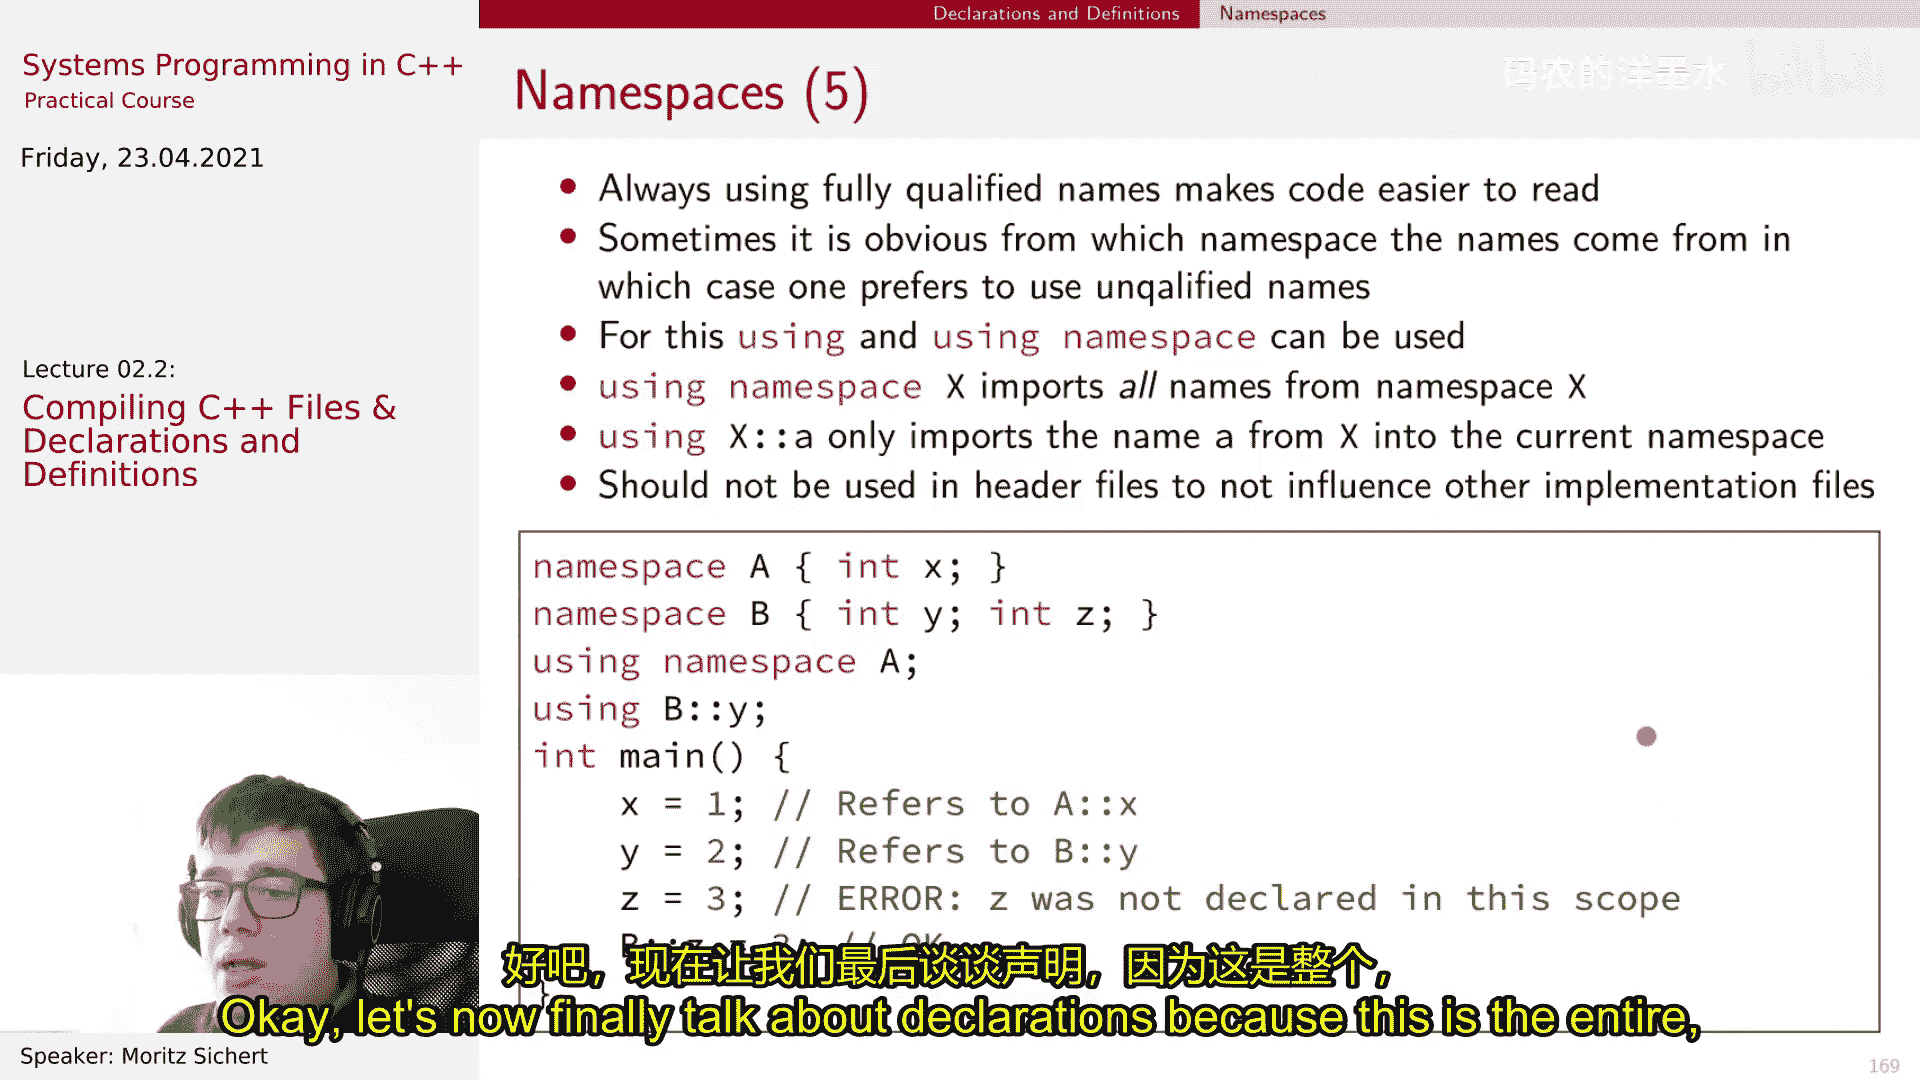 Declarations and Definitions
Namespaces
Systems Programming in C++
Practical Course
Friday, 23.04.2021
Lecture 02.2:
Compiling C++ Files &
Declarations and
Definitions
Namespaces (5)
码农的洋墨水
• Always using fully qualified names makes code easier to read
• Sometimes it is obvious from which namespace the names come from in
which case one prefers to use unqalified names
• For this using and using namespace can be used
• using namespace X imports all names from namespace X
• using X::a only imports the name a from X into the current namespace
• Should not be used in header files to not influence other implementation files
namespace A { int x; }
namespace B { int y; int z; }
using namespace A;
using B::y;
int main() {
x = 1; // Refers to A::x
y = 2; // Refers to B::y
z = 3; // ERROR: z was not declared in this scope
}
好吧，现在让我们最后谈谈声明，因为这是整个，
Okay, let's now finally talk about declarations because this is the entire,
Speaker: Moritz Sichert
169